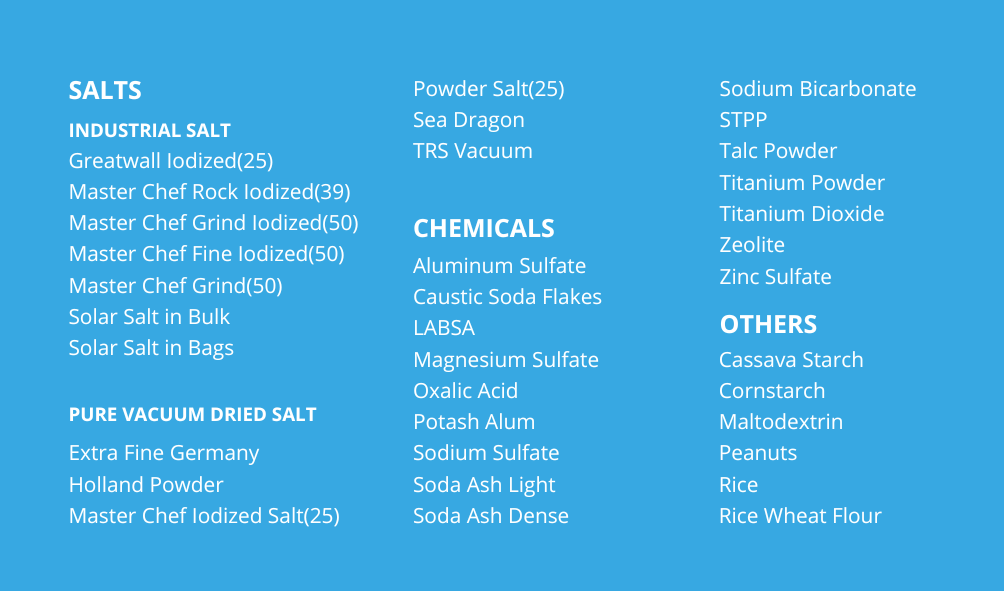 SALTS
INDUSTRIAL SALT
Greatwall Iodized(25)
Master Chef Rock Iodized(39)
Master Chef Grind Iodized(50)
Master Chef Fine Iodized(50)
Master Chef Grind(50)
Solar Salt in Bulk
Solar Salt in Bags
PURE VACUUM DRIED SALT
Extra Fine Germany
Holland Powder
Master Chef Iodized Salt(25)
Powder Salt(25)
Sea Dragon
TRS Vacuum
CHEMICALS
Aluminum Sulfate
Caustic Soda Flakes
LABSA
Magnesium Sulfate
Oxalic Acid
Potash Alum
Sodium Sulfate
Soda Ash Light
Soda Ash Dense
Sodium Bicarbonate
STPP
Talc Powder
Titanium Powder
Titanium Dioxide
Zeolite
Zinc Sulfate
OTHERS
Cassava Starch
Cornstarch
Maltodextrin
Peanuts
Rice
Rice Wheat Flour